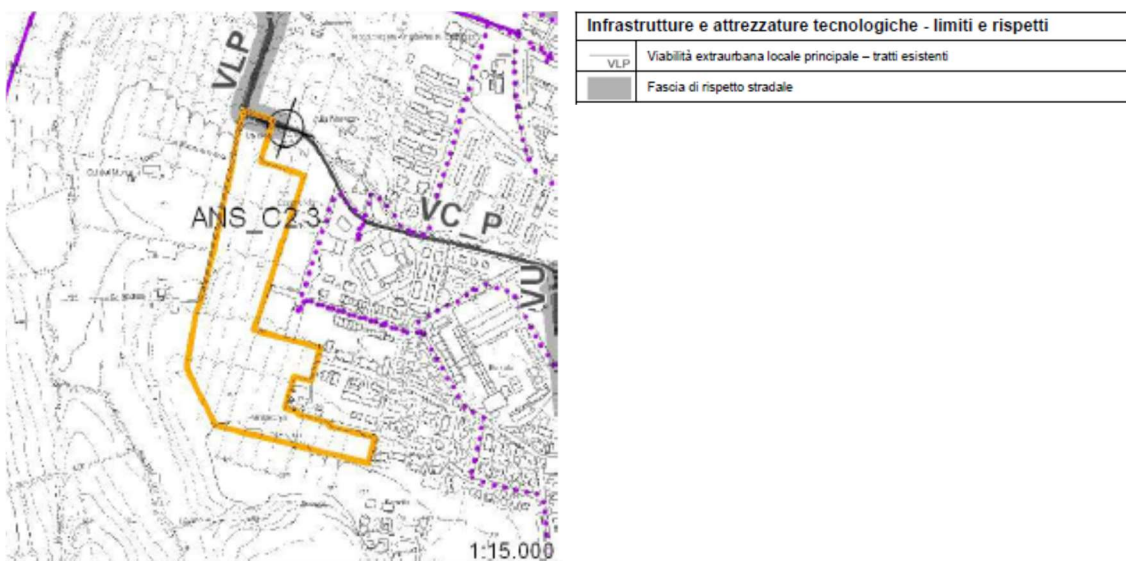 VLP
ANS_C2.3
VC_P
VU
1:15.000
Infrastrutture e attrezzature tecnologiche - limiti e rispetti
VLP
Viabilità extraurbana locale principale – tratti esistenti
Fascia di rispetto stradale